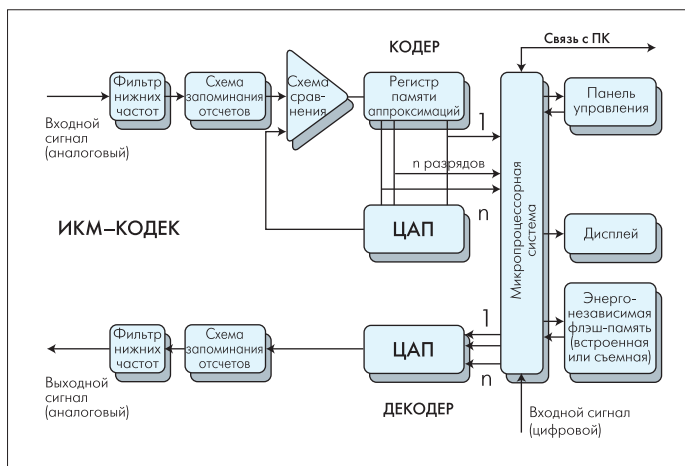 КОДЕР
Связь с ПК
Фильтр
нижних
частот
Схема
запоминания
отсчетов
Схема
срав-
нения
Регистр
памяти
аппроксимаций
Панель
управления
Входной
сигнал
(аналоговый)
1
n разрядов
n
ИКМ–КОДЕК
ЦАП
Микропроцессорная
система
Дисплей
Фильтр
нижних
частот
Схема
запоминания
отсчетов
ЦАП
1
n
Энерго-
независимая
флэш-память
(встроенная
или съемная)
Выходной
сигнал
(аналоговый)
ДЕКОДЕР
Входной сигнал
(цифровой)